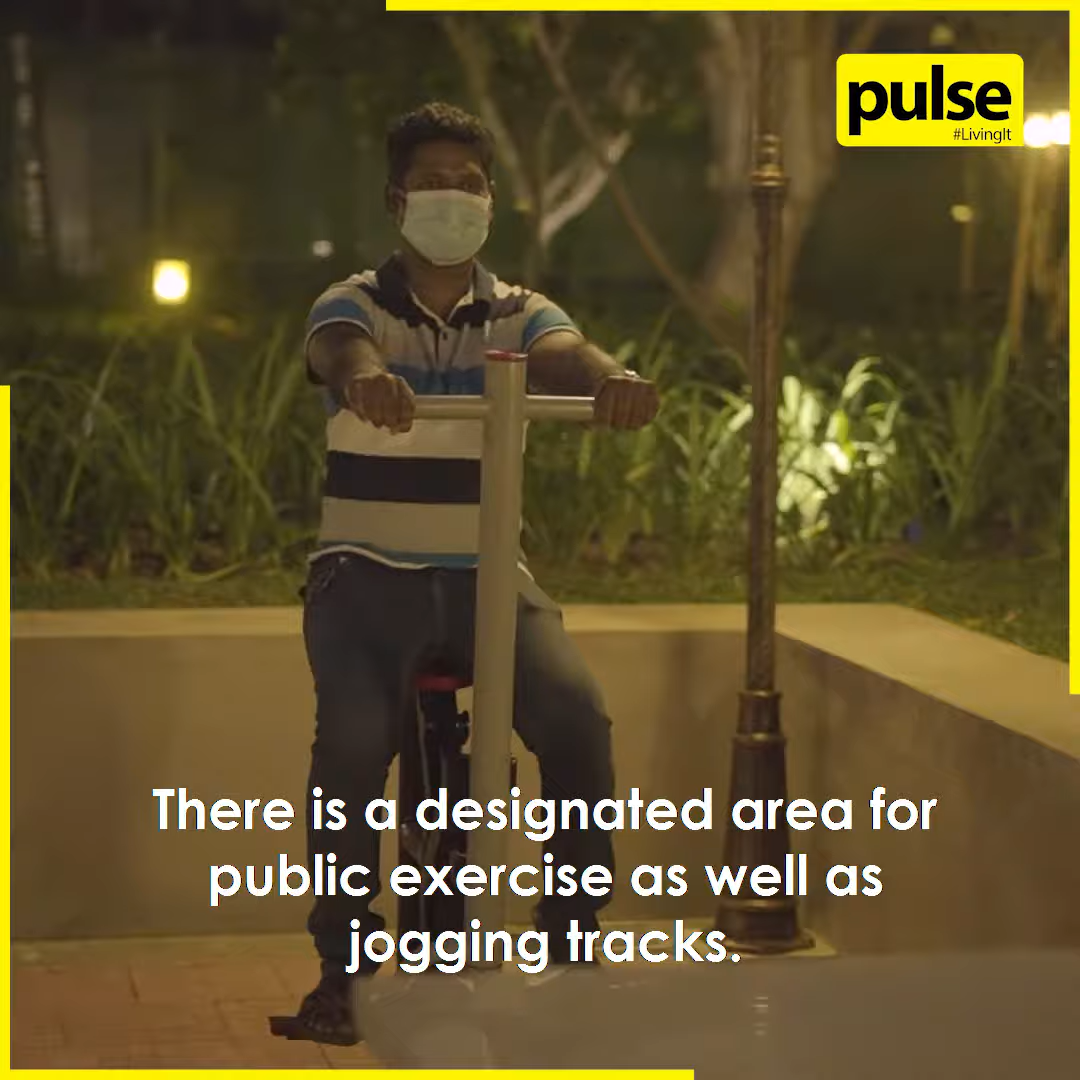 pulse
#LivingIt
There is a designated area for
public exercise as well as
jogging tracks.